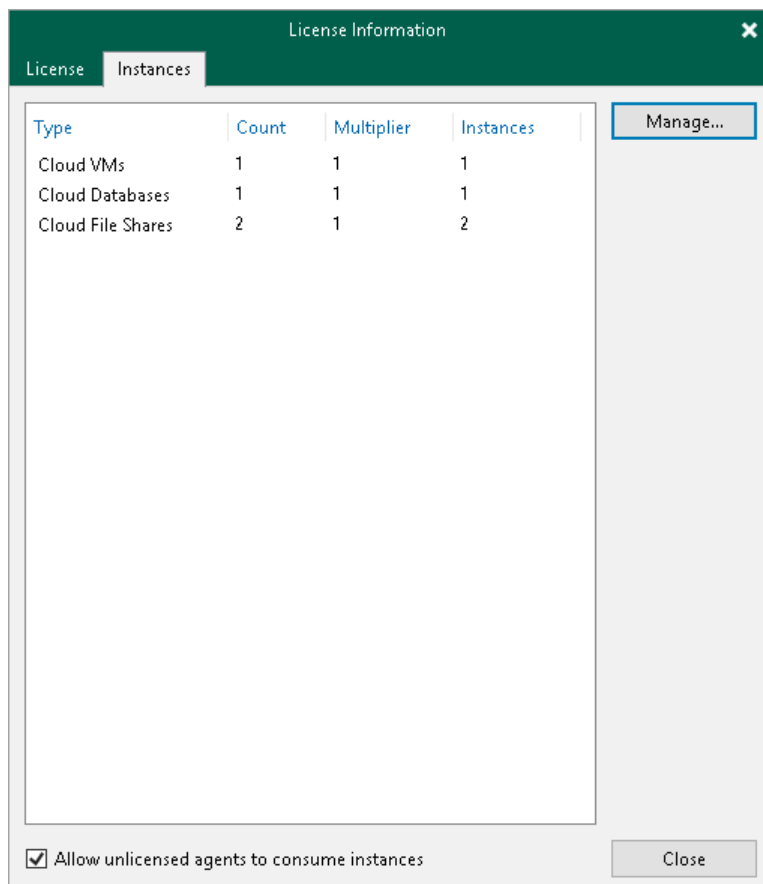 License Information
License Instances
Type Count Multiplier Instances
Manage...
Cloud VMs 1 1 1
Cloud Databases 1 1 1
Cloud File Shares 2 1 2
Allow unlicensed agents to consume instances
Close